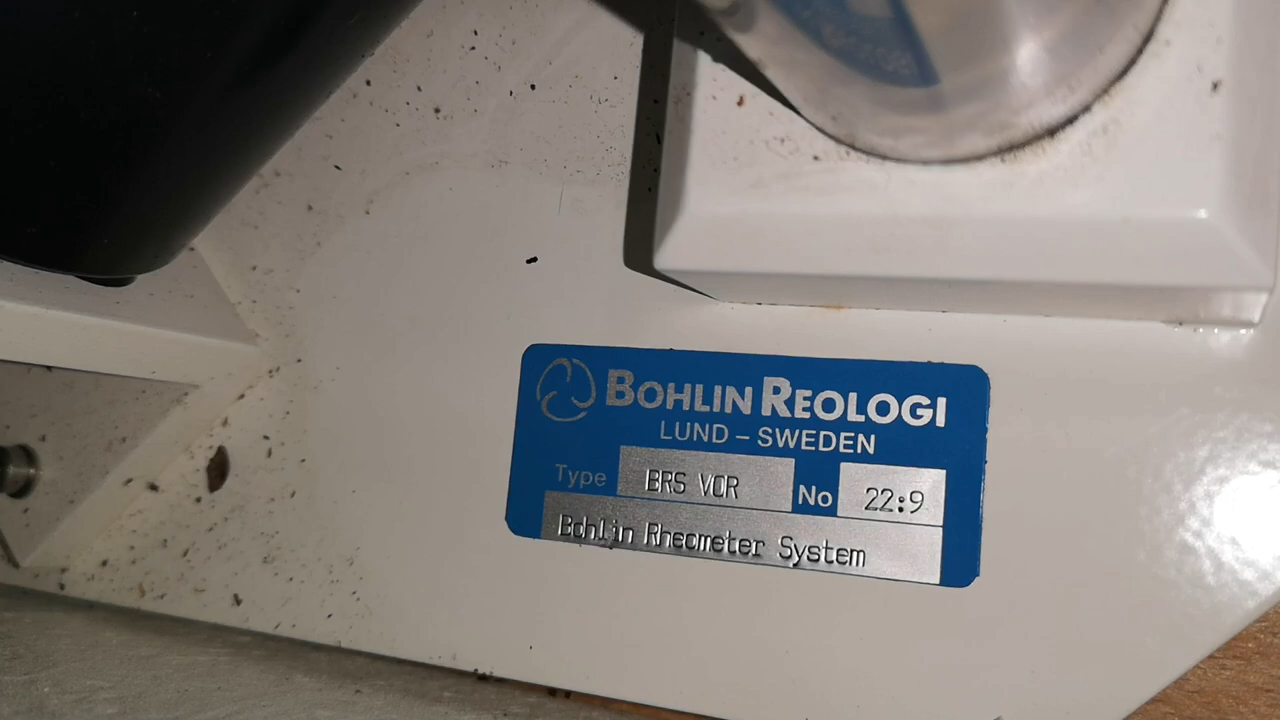 BOHLIN REOLOGI
LUND – SWEDEN
Type BRS VOR No 22:9
Bohlin Rheometer System